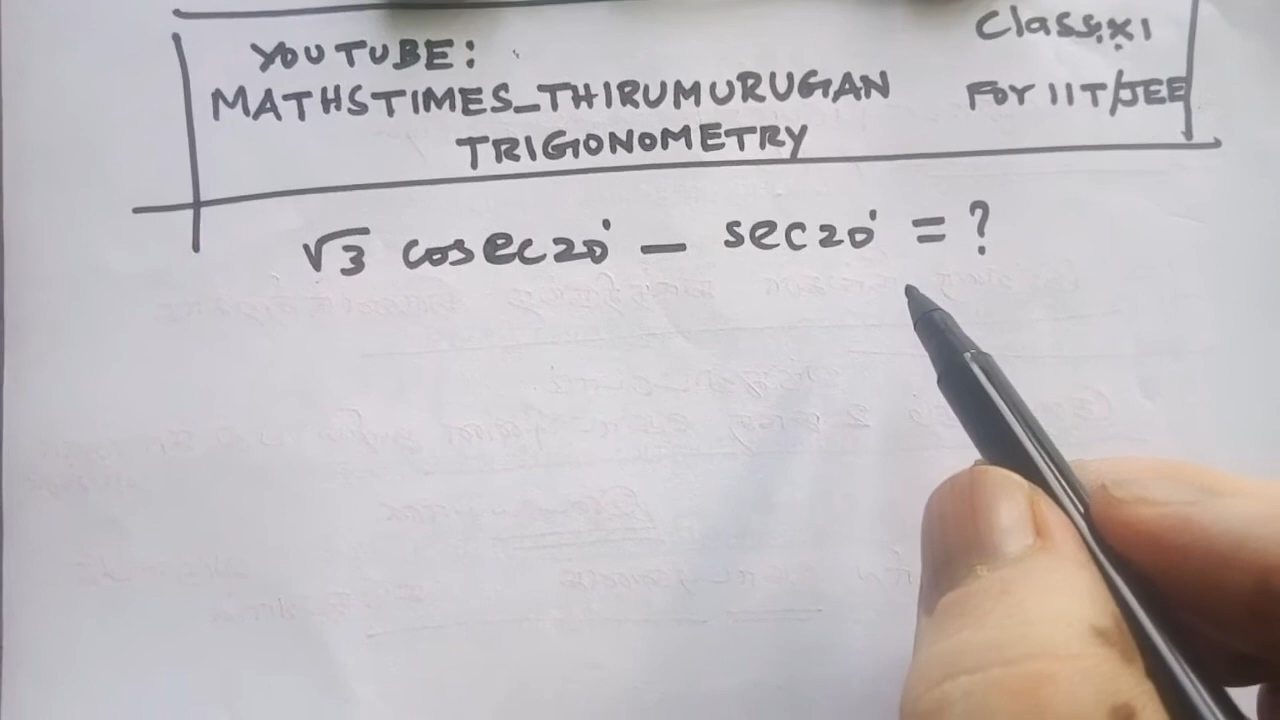 YOUTUBE:
MATHSTIMES_THIRUMURUGAN
TRIGONOMETRY
Class:XI
For IIT/JEE
√3 cosec20° – sec20° = ?